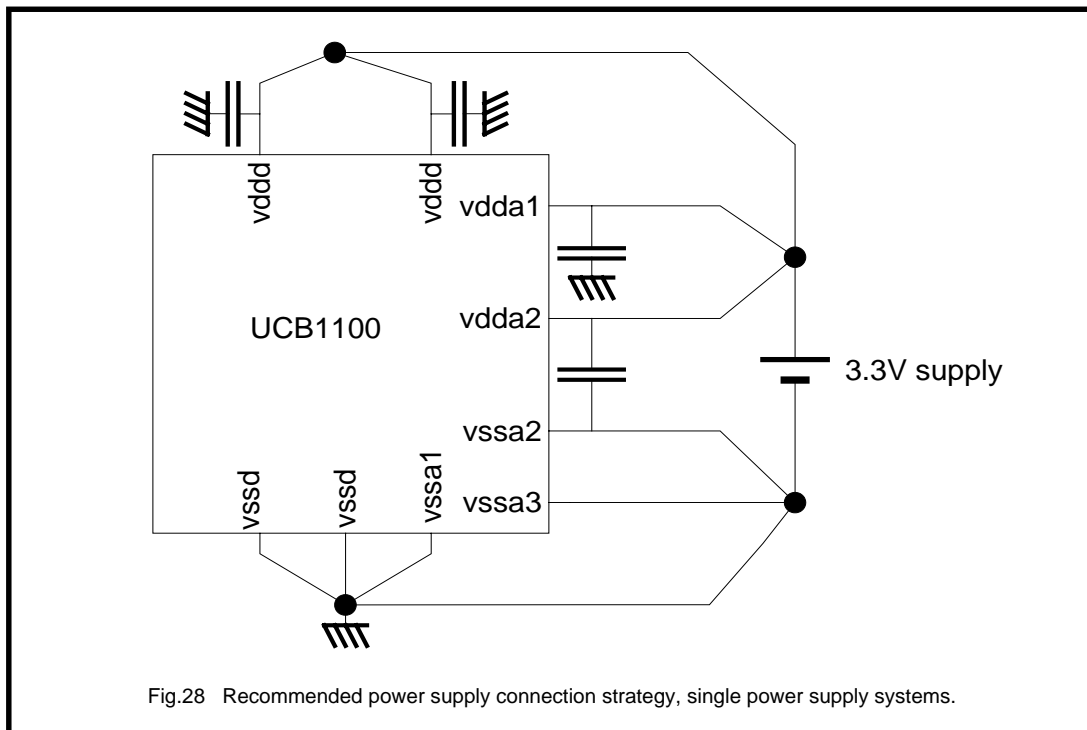 vddd
vddd
vdda1
vdda2
UCB1100
3.3V supply
vssa2
vssa3
vssd
vssd
vssa1
Fig.28 Recommended power supply connection strategy, single power supply systems.